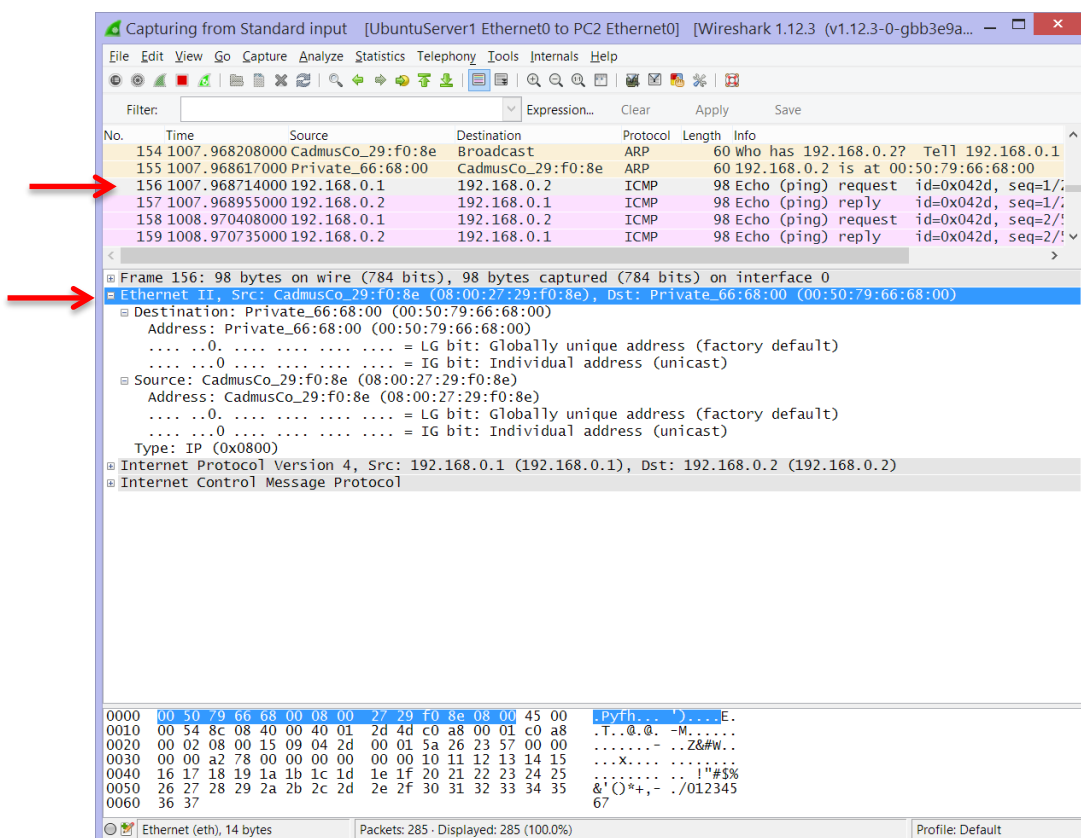 Capturing from Standard input [UbuntuServer1 Ethernet0 to PC2 Ethernet0] [Wireshark 1.12.3 (v1.12.3-0-gbb3e9a...
File Edit View Go Capture Analyze Statistics Telephony Tools Internals Help
Filter: Expression... Clear Apply Save
No. Time Source Destination Protocol Length Info
154 1007.968208000 CadmusCo_29:f0:8e Broadcast ARP 60 Who has 192.168.0.2? Tell 192.168.0.1
155 1007.968617000 Private_66:68:00 CadmusCo_29:f0:8e ARP 60 192.168.0.2 is at 00:50:79:66:68:00
156 1007.968714000 192.168.0.1 192.168.0.2 ICMP 98 Echo (ping) request id=0x042d, seq=1/
157 1007.968955000 192.168.0.2 192.168.0.1 ICMP 98 Echo (ping) reply id=0x042d, seq=1/
158 1008.970408000 192.168.0.1 192.168.0.2 ICMP 98 Echo (ping) request id=0x042d, seq=2/
159 1008.970735000 192.168.0.2 192.168.0.1 ICMP 98 Echo (ping) reply id=0x042d, seq=2/
Frame 156: 98 bytes on wire (784 bits), 98 bytes captured (784 bits) on interface 0
Ethernet II, Src: CadmusCo_29:f0:8e (08:00:27:29:f0:8e), Dst: Private_66:68:00 (00:50:79:66:68:00)
Destination: Private_66:68:00 (00:50:79:66:68:00)
Address: Private_66:68:00 (00:50:79:66:68:00)
.... ..0. .... .... .... .... = LG bit: Globally unique address (factory default)
.... ...0 .... .... .... .... = IG bit: Individual address (unicast)
Source: CadmusCo_29:f0:8e (08:00:27:29:f0:8e)
Address: CadmusCo_29:f0:8e (08:00:27:29:f0:8e)
.... ..0. .... .... .... .... = LG bit: Globally unique address (factory default)
.... ...0 .... .... .... .... = IG bit: Individual address (unicast)
Type: IP (0x0800)
Internet Protocol Version 4, Src: 192.168.0.1 (192.168.0.1), Dst: 192.168.0.2 (192.168.0.2)
Internet Control Message Protocol
0000 00 50 79 66 68 00 08 00 27 29 f0 8e 08 00 45 00 .Pyfh... ')....E.
0010 00 54 8c 08 40 00 40 01 2d 4d c0 a8 00 01 c0 a8 .T..@.@. -M......
0020 00 02 08 00 15 09 04 2d 00 01 5a 26 23 57 00 00 .......- ..Z&#W..
0030 00 00 a2 78 00 00 00 00 00 00 10 11 12 13 14 15 ...x.... ........
0040 16 17 18 19 1a 1b 1c 1d 1e 1f 20 21 22 23 24 25 ........ .. !"#$%
0050 26 27 28 29 2a 2b 2c 2d 2e 2f 30 31 32 33 34 35 &'()*+,- ./012345
0060 36 37 67
Ethernet (eth), 14 bytes Packets: 285 · Displayed: 285 (100.0%) Profile: Default